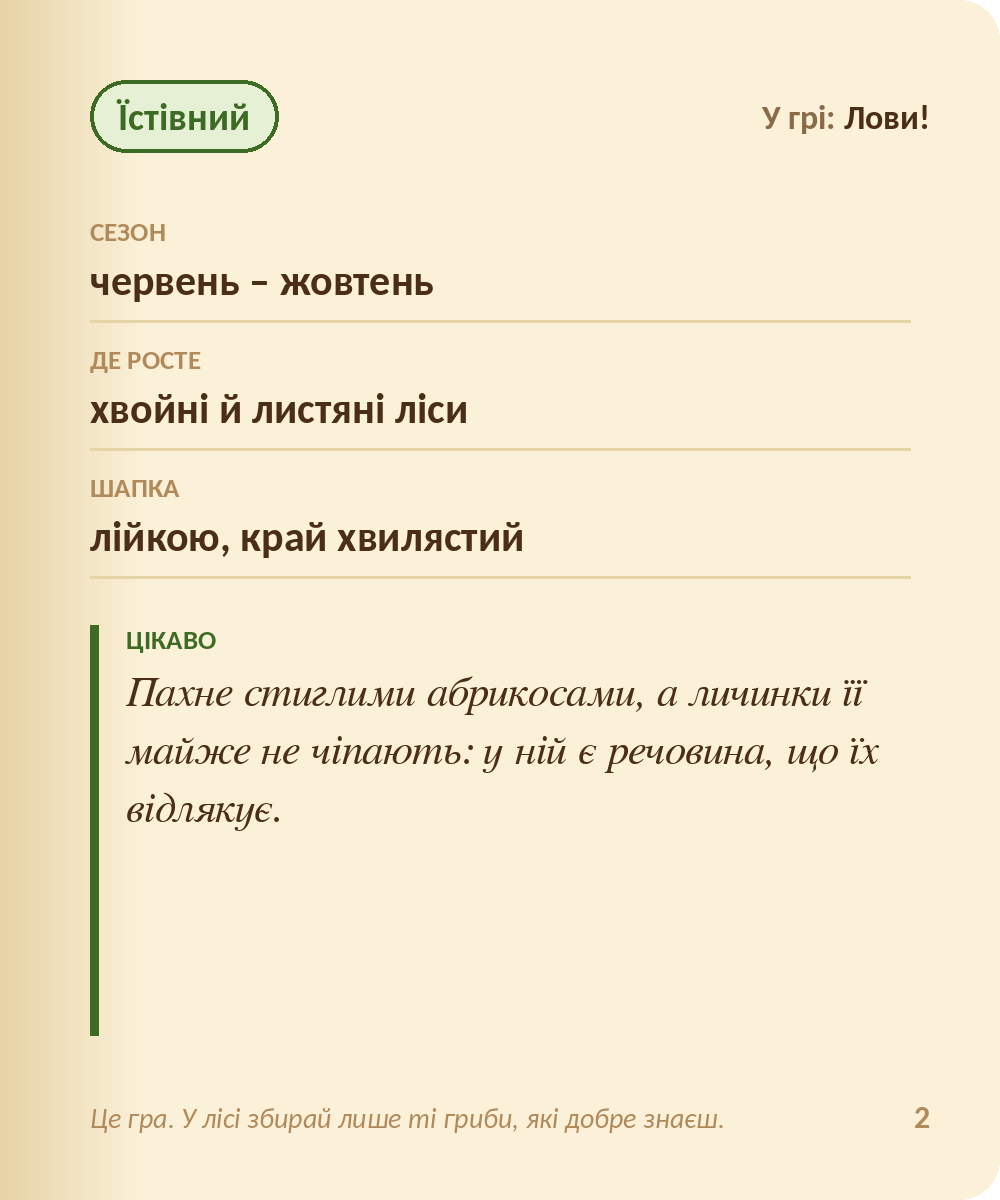 Їстівний
У грі: Лови!
СЕЗОН
червень – жовтень
ДЕ РОСТЕ
хвойні й листяні ліси
ШАПКА
лійкою, край хвилястий
ЦІКАВО
Пахне стиглими абрикосами, а личинки її
майже не чіпають: у ній є речовина, що їх
відлякує.
Це гра. У лісі збирай лише ті гриби, які добре знаєш.
2